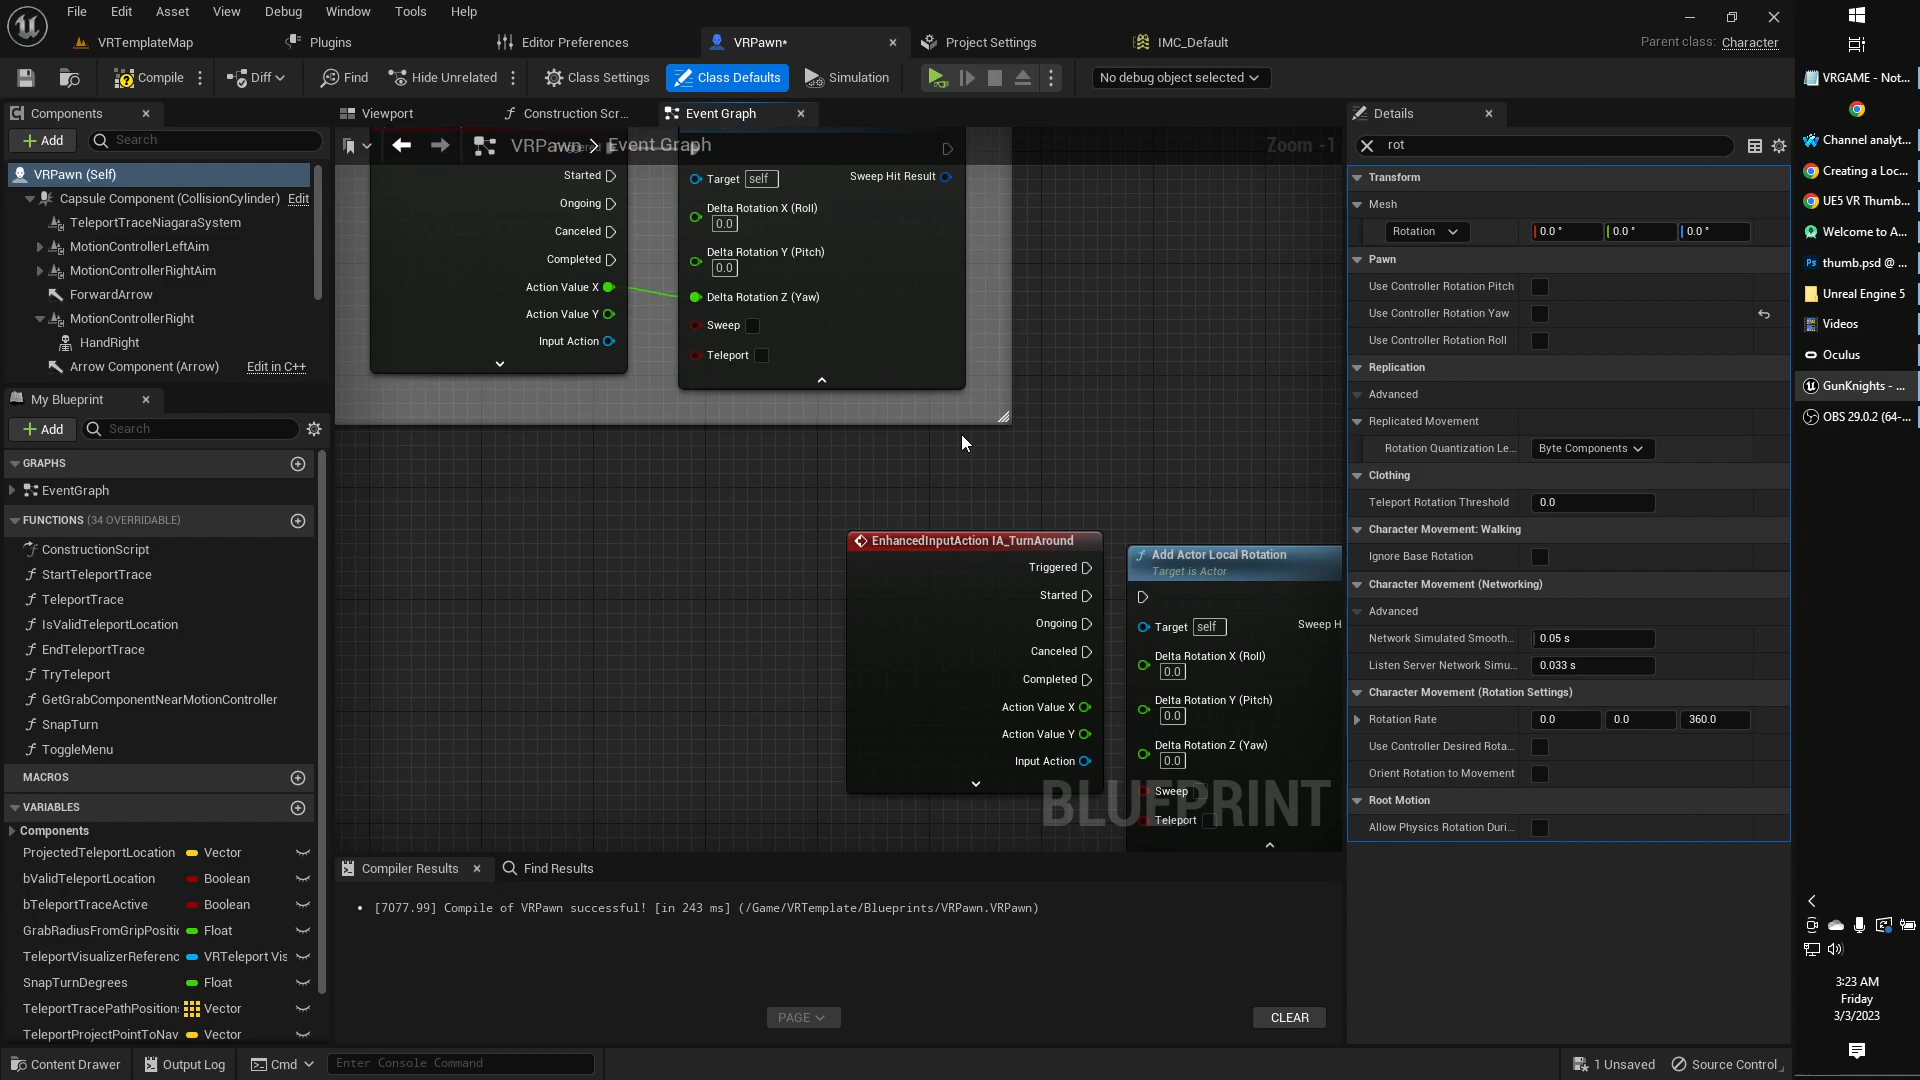 File Edit Asset View Debug Window Tools Help
VRTemplateMap Plugins Editor Preferences VRPawn* Project Settings IMC_Default Parent class: Character
Compile Diff Find Hide Unrelated Class Settings Class Defaults Simulation No debug object selected
Components
Add Search
VRPawn (Self)
Capsule Component (CollisionCylinder) Edit
TeleportTraceNiagaraSystem
MotionControllerLeftAim
MotionControllerRightAim
ForwardArrow
MotionControllerRight
HandRight
Arrow Component (Arrow) Edit in C++
My Blueprint
Add Search
GRAPHS
EventGraph
FUNCTIONS (34 OVERRIDABLE)
ConstructionScript
StartTeleportTrace
TeleportTrace
IsValidTeleportLocation
EndTeleportTrace
TryTeleport
GetGrabComponentNearMotionController
SnapTurn
ToggleMenu
MACROS
VARIABLES
Components
ProjectedTeleportLocation Vector
bValidTeleportLocation Boolean
bTeleportTraceActive Boolean
GrabRadiusFromGripPositic Float
TeleportVisualizerReferenc VRTeleport Vis
SnapTurnDegrees Float
TeleportTracePathPosition: Vector
TeleportProjectPointToNav Vector
Viewport Construction Scr... Event Graph
VRPawn > Event Graph
Zoom -1
Started
Ongoing
Canceled
Completed
Action Value X
Action Value Y
Input Action
Target self Sweep Hit Result
Delta Rotation X (Roll)
0.0
Delta Rotation Y (Pitch)
0.0
Delta Rotation Z (Yaw)
Sweep
Teleport
EnhancedInputAction IA_TurnAround
Triggered
Started
Ongoing
Canceled
Completed
Action Value X
Action Value Y
Input Action
Add Actor Local Rotation
Target is Actor
Target self Sweep H
Delta Rotation X (Roll)
0.0
Delta Rotation Y (Pitch)
0.0
Delta Rotation Z (Yaw)
0.0
Sweep
Teleport
BLUEPRINT
Compiler Results Find Results
[7077.99] Compile of VRPawn successful! [in 243 ms] (/Game/VRTemplate/Blueprints/VRPawn.VRPawn)
PAGE CLEAR
Details
rot
Transform
Mesh
Rotation 0.0 ° 0.0 ° 0.0 °
Pawn
Use Controller Rotation Pitch
Use Controller Rotation Yaw
Use Controller Rotation Roll
Replication
Advanced
Replicated Movement
Rotation Quantization Le... Byte Components
Clothing
Teleport Rotation Threshold 0.0
Character Movement: Walking
Ignore Base Rotation
Character Movement (Networking)
Advanced
Network Simulated Smooth... 0.05 s
Listen Server Network Simu... 0.033 s
Character Movement (Rotation Settings)
Rotation Rate 0.0 0.0 360.0
Use Controller Desired Rota...
Orient Rotation to Movement
Root Motion
Allow Physics Rotation Duri...
Content Drawer Output Log Cmd Enter Console Command 1 Unsaved Source Control
VRGAME - Not...
Channel analyt...
Creating a Loc...
UE5 VR Thumb...
Welcome to A...
thumb.psd @ ...
Unreal Engine 5
Videos
Oculus
GunKnights - ...
OBS 29.0.2 (64-...
3:23 AM
Friday
3/3/2023